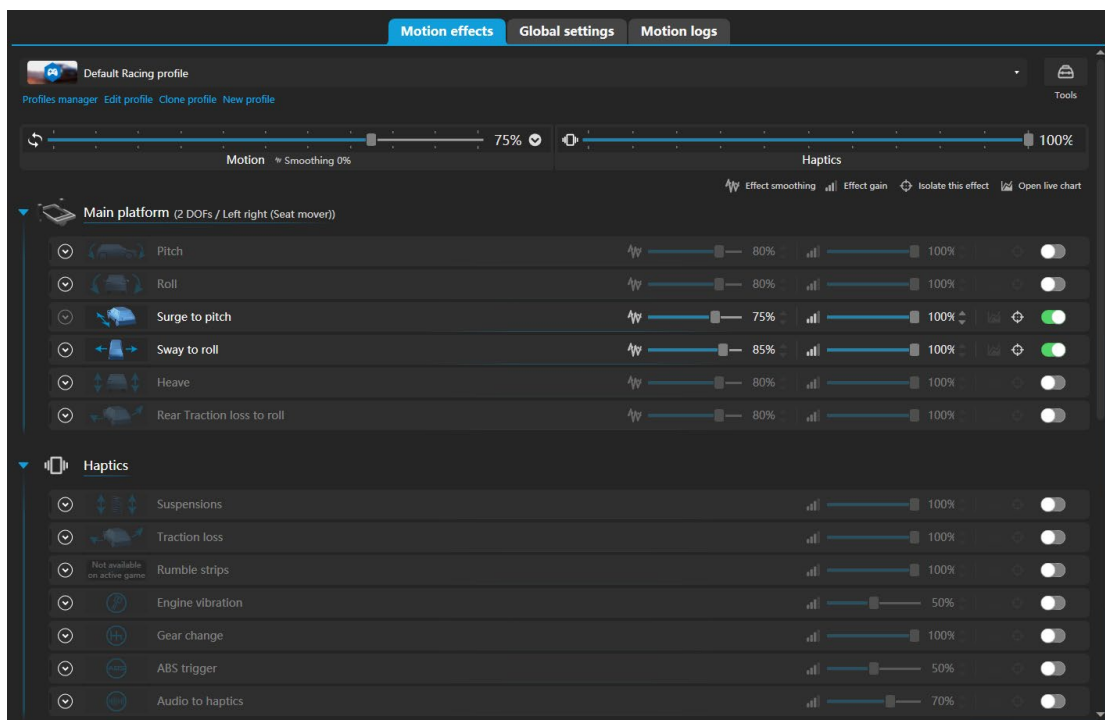 Motion effects Global settings Motion logs
Default Racing profile
Profiles manager Edit profile Clone profile New profile
Tools
75% 100%
Motion Smoothing 0% Haptics
Effect smoothing Effect gain Isolate this effect Open live chart
Main platform (2 DOFs / Left right (Seat mover))
Pitch 80% 100%
Roll 80% 100%
Surge to pitch 75% 100%
Sway to roll 85% 100%
Heave 80% 100%
Rear Traction loss to roll 80% 100%
Haptics
Suspensions 100%
Traction loss 100%
Not available
on active game
Rumble strips 100%
Engine vibration 50%
Gear change 100%
ABS trigger 50%
Audio to haptics 70%